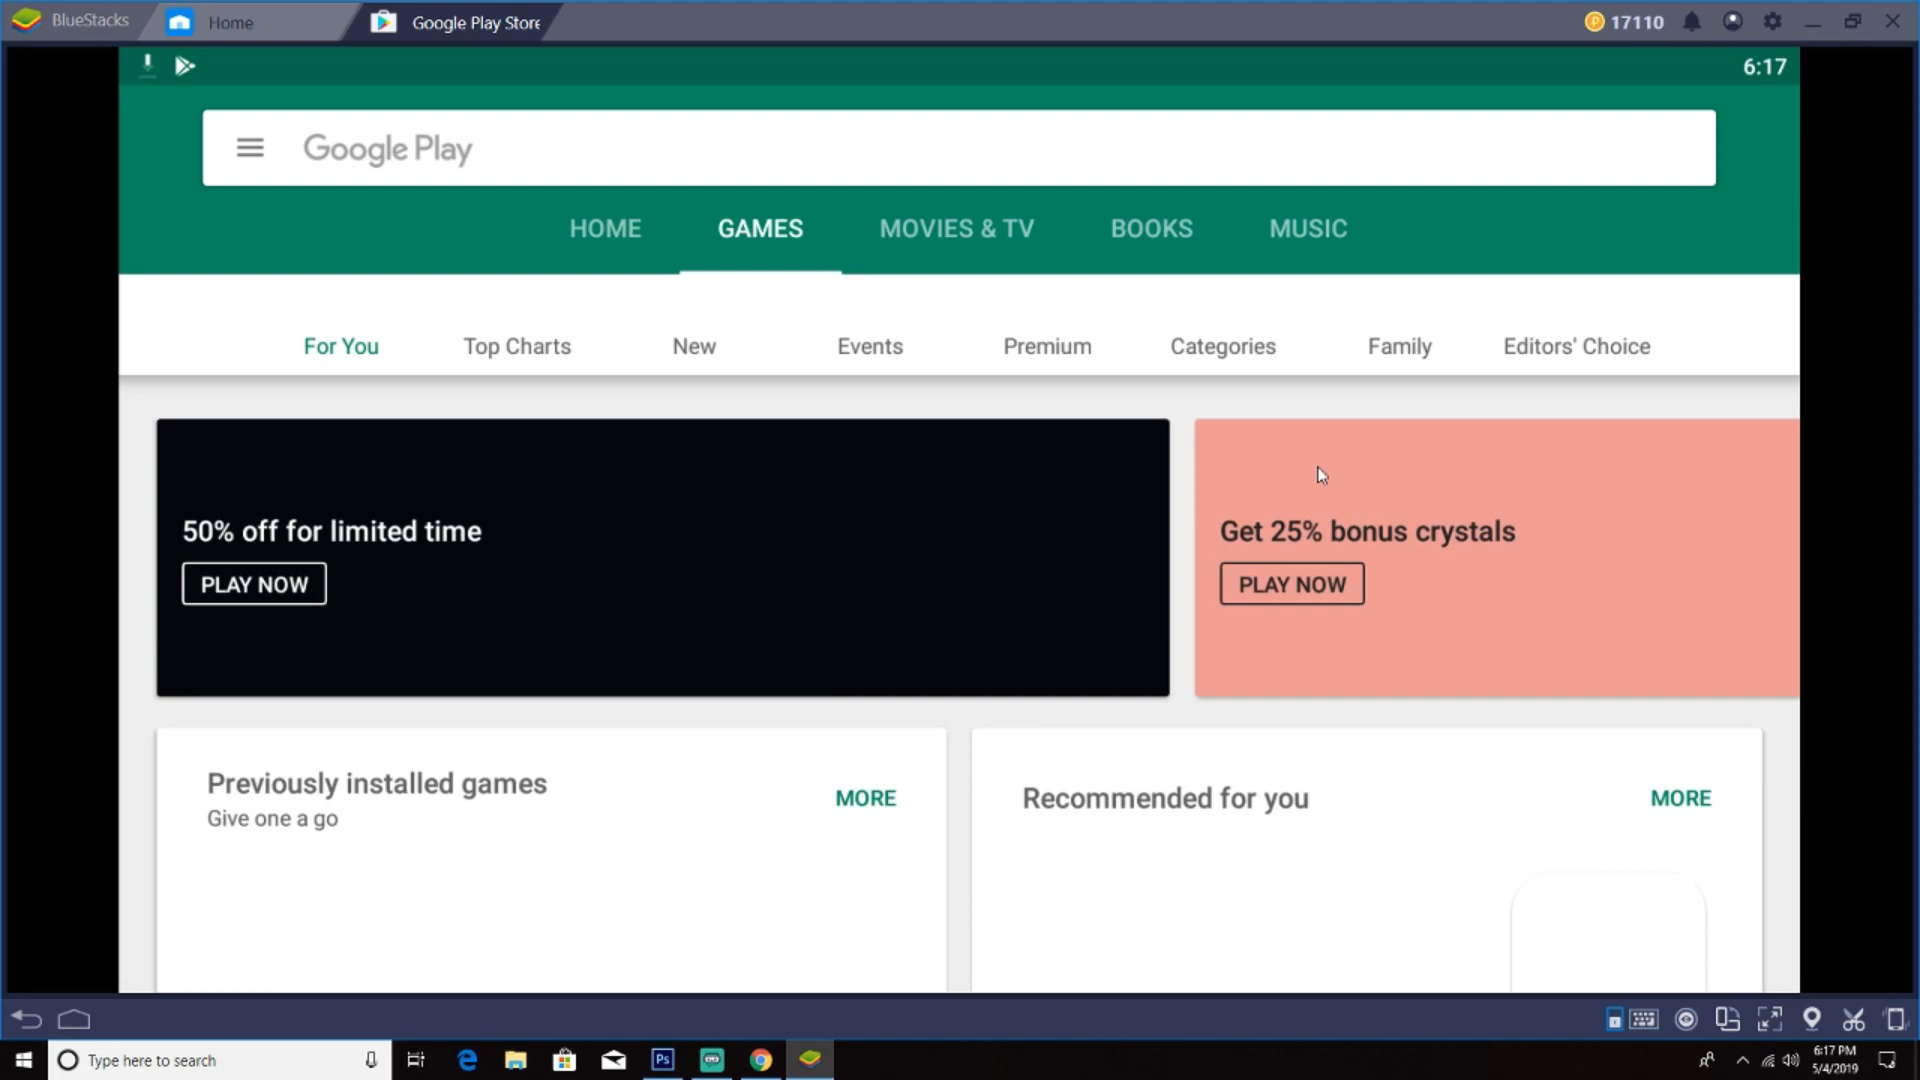 BlueStacks
Home
Google Play Store
17110
6:17
Google Play
HOME
GAMES
MOVIES & TV
BOOKS
MUSIC
For You
Top Charts
New
Events
Premium
Categories
Family
Editors' Choice
50% off for limited time
PLAY NOW
Get 25% bonus crystals
PLAY NOW
Previously installed games
Give one a go
MORE
Recommended for you
MORE
Type here to search
Ps
6:17 PM
5/4/2019